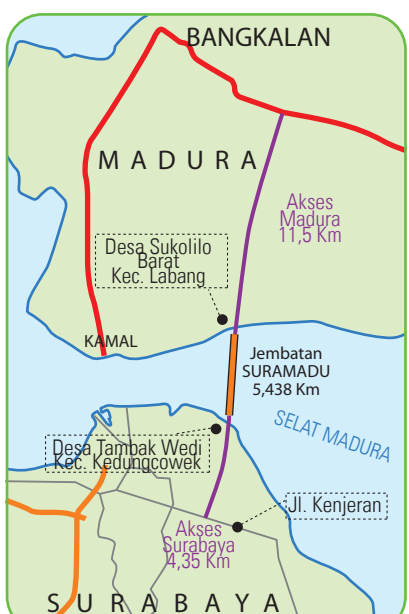 BANGKALAN
MADURA
Akses
Madura
11,5 Km
Desa Sukolilo
Barat
Kec. Labang
KAMAL
Jembatan
SURAMADU
5,438 Km
SELAT MADURA
Desa Tambak Wedi
Kec. Kedungcowek
Jl. Kenjeran
Akses
Surabaya
4,35 Km
SURABAYA